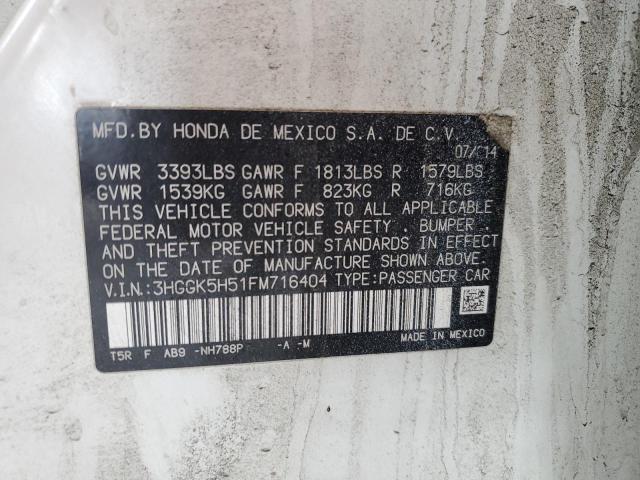 MFD.BY HONDA DE MEXICO S.A. DE C.V.
07/14
GVWR 3393LBS GAWR F 1813LBS R 1579LBS
GVWR 1539KG GAWR F 823KG R 716KG
THIS VEHICLE CONFORMS TO ALL APPLICABLE
FEDERAL MOTOR VEHICLE SAFETY , BUMPER ,
AND THEFT PREVENTION STANDARDS IN EFFECT
ON THE DATE OF MANUFACTURE SHOWN ABOVE.
V.I.N:3HGGK5H51FM716404 TYPE:PASSENGER CAR
T5R F AB9 -NH788P -A -M
MADE IN MEXICO